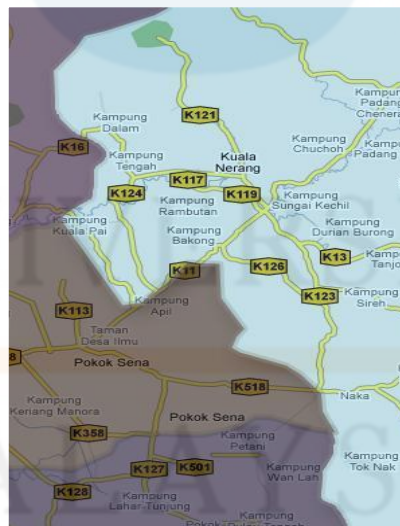 K121
Kampung
Dalam
Kampung
Padang
Chenera
K16
Kampung
Chuchoh
Kampung
Padang
Kampung
Tengah
Kuala
Nerang
K117
K119
K124
Kampung
Rambutan
Kampung
Sungai Kechil
Kampung
Kuala Pai
Kampung
Durian Burong
Kampung
Bakong
K13
Kampung
Tanjo
K11
K126
K123
Kampung
Sireh
Kampung
Apil
K113
Taman
Desa Ilmu
Pokok Sena
K518
Naka
Kampung
Kenang Manora
Pokok Sena
K358
Kampung
Petani
K127
K501
Kampung
Wan Lah
Kampung
Tok Nak
K128
Kampung
Lahar-Tunjung